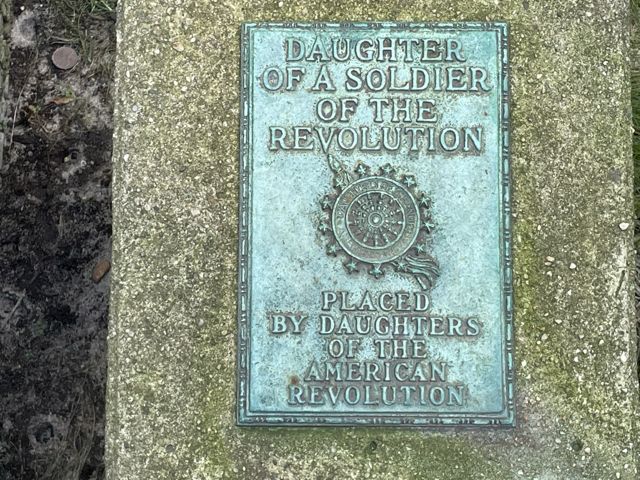 DAUGHTER
OF A SOLDIER
OF THE
REVOLUTION
PLACED
BY DAUGHTERS
OF THE
AMERICAN
REVOLUTION